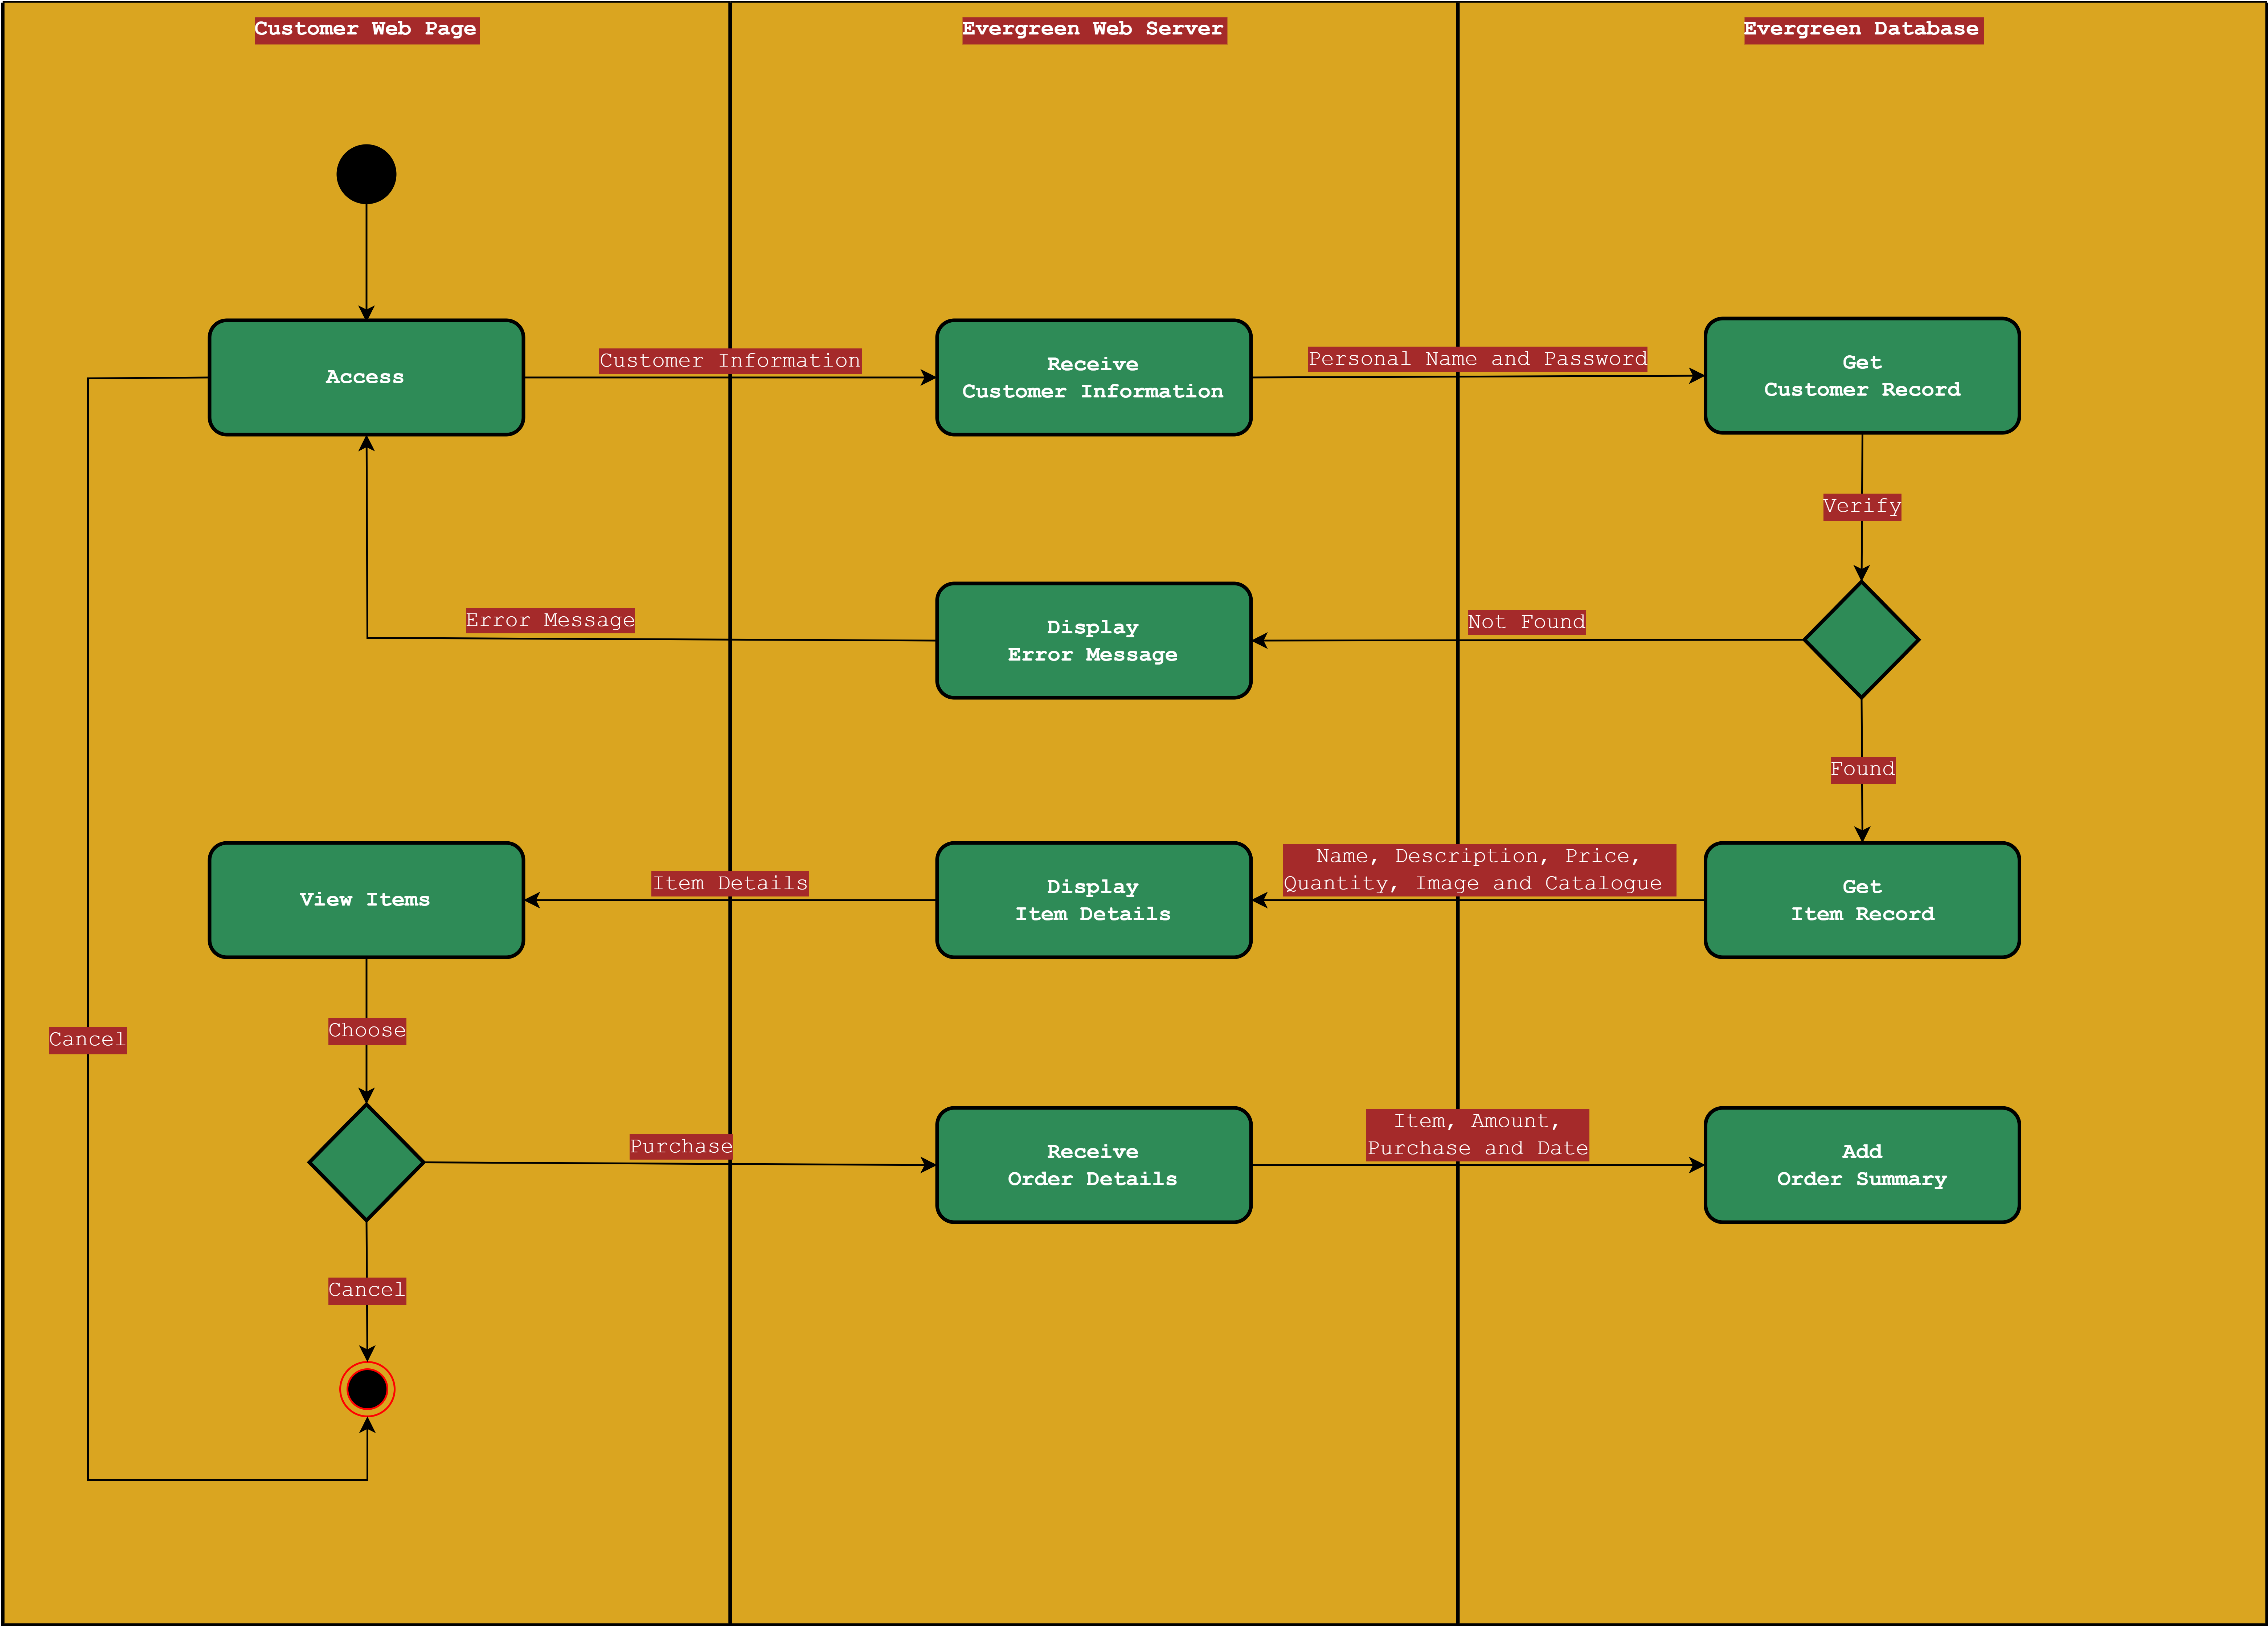 Customer Web Page
Evergreen Web Server
Evergreen Database
Access
Customer Information
Receive
Customer Information
Personal Name and Password
Get
Customer Record
Verify
Error Message
Display
Error Message
Not Found
Found
View Items
Item Details
Display
Item Details
Name, Description, Price,
Quantity, Image and Catalogue
Get
Item Record
Choose
Cancel
Purchase
Receive
Order Details
Item, Amount,
Purchase and Date
Add
Order Summary
Cancel